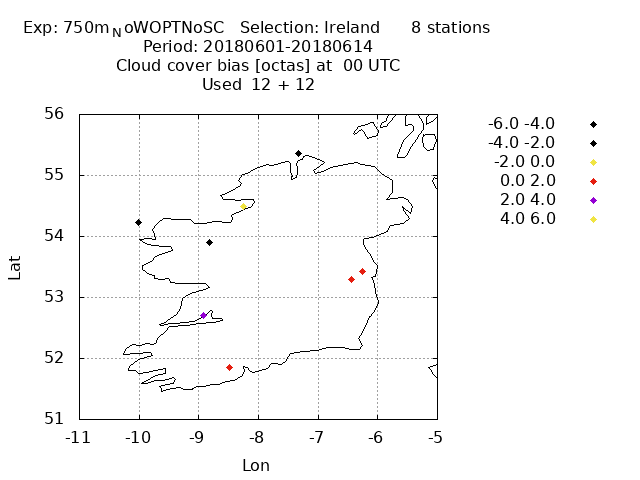 Exp: 750mNoWOPTNoSC Selection: Ireland 8 stations
Period: 20180601-20180614
Cloud cover bias [octas] at 00 UTC
Used 12 + 12
56
55
54
53
52
51
Lat
-11 -10 -9 -8 -7 -6 -5
Lon
-6.0 -4.0
-4.0 -2.0
-2.0 0.0
0.0 2.0
2.0 4.0
4.0 6.0